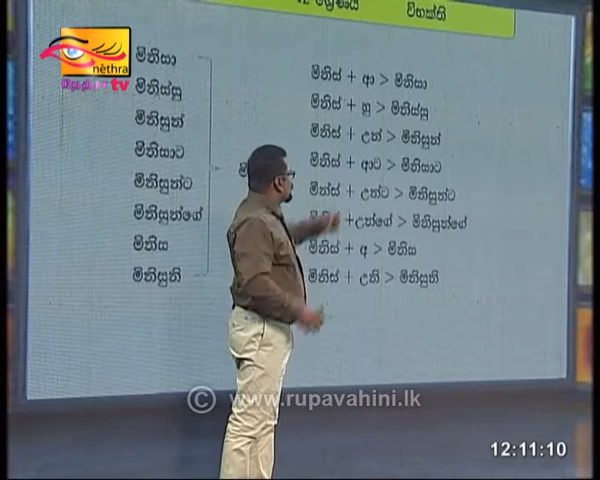 ශ්‍රේණිය විභක්ති
nethra
tv
මිනිසා
මිනිස්සු
මිනිසුන්
මිනිසාට
මිනිසුන්ට
මිනිසුන්ගේ
මිනිස
මිනිසුනි
මිනිස් + ආ > මිනිසා
මිනිස් + හු > මිනිස්සු
මිනිස් + උන් > මිනිසුන්
මිනිස් + ආට > මිනිසාට
මින්ස් + උන්ට > මිනිසුන්ට
+උන්ගේ > මිනිසුන්ගේ
මිනිස් + අ > මිනිස
මිනිස් + උනි > මිනිසුනි
© www.rupavahini.lk
12:11:10